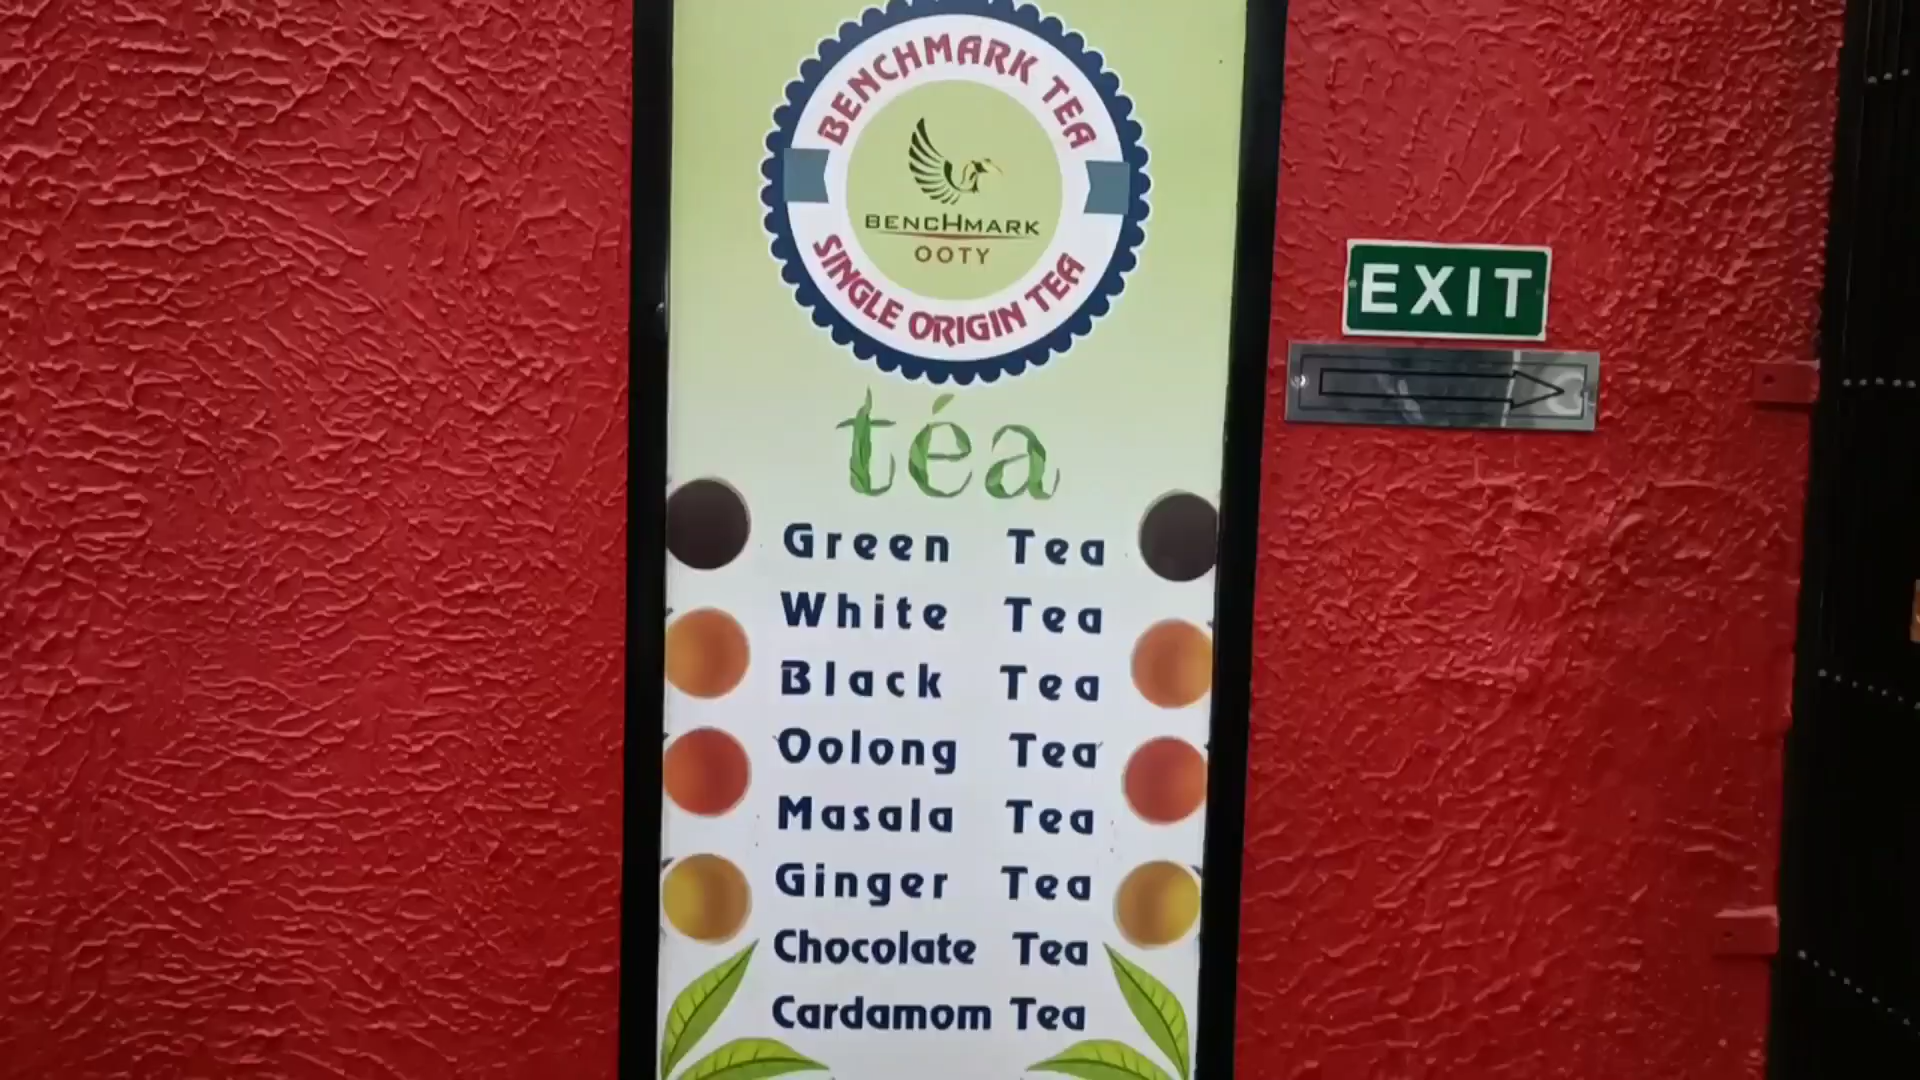 BENCHMARK TEA
BENCHMARK
OOTY
SINGLE ORIGIN TEA
téa
Green Tea
White Tea
Black Tea
Oolong Tea
Masala Tea
Ginger Tea
Chocolate Tea
Cardamom Tea
EXIT